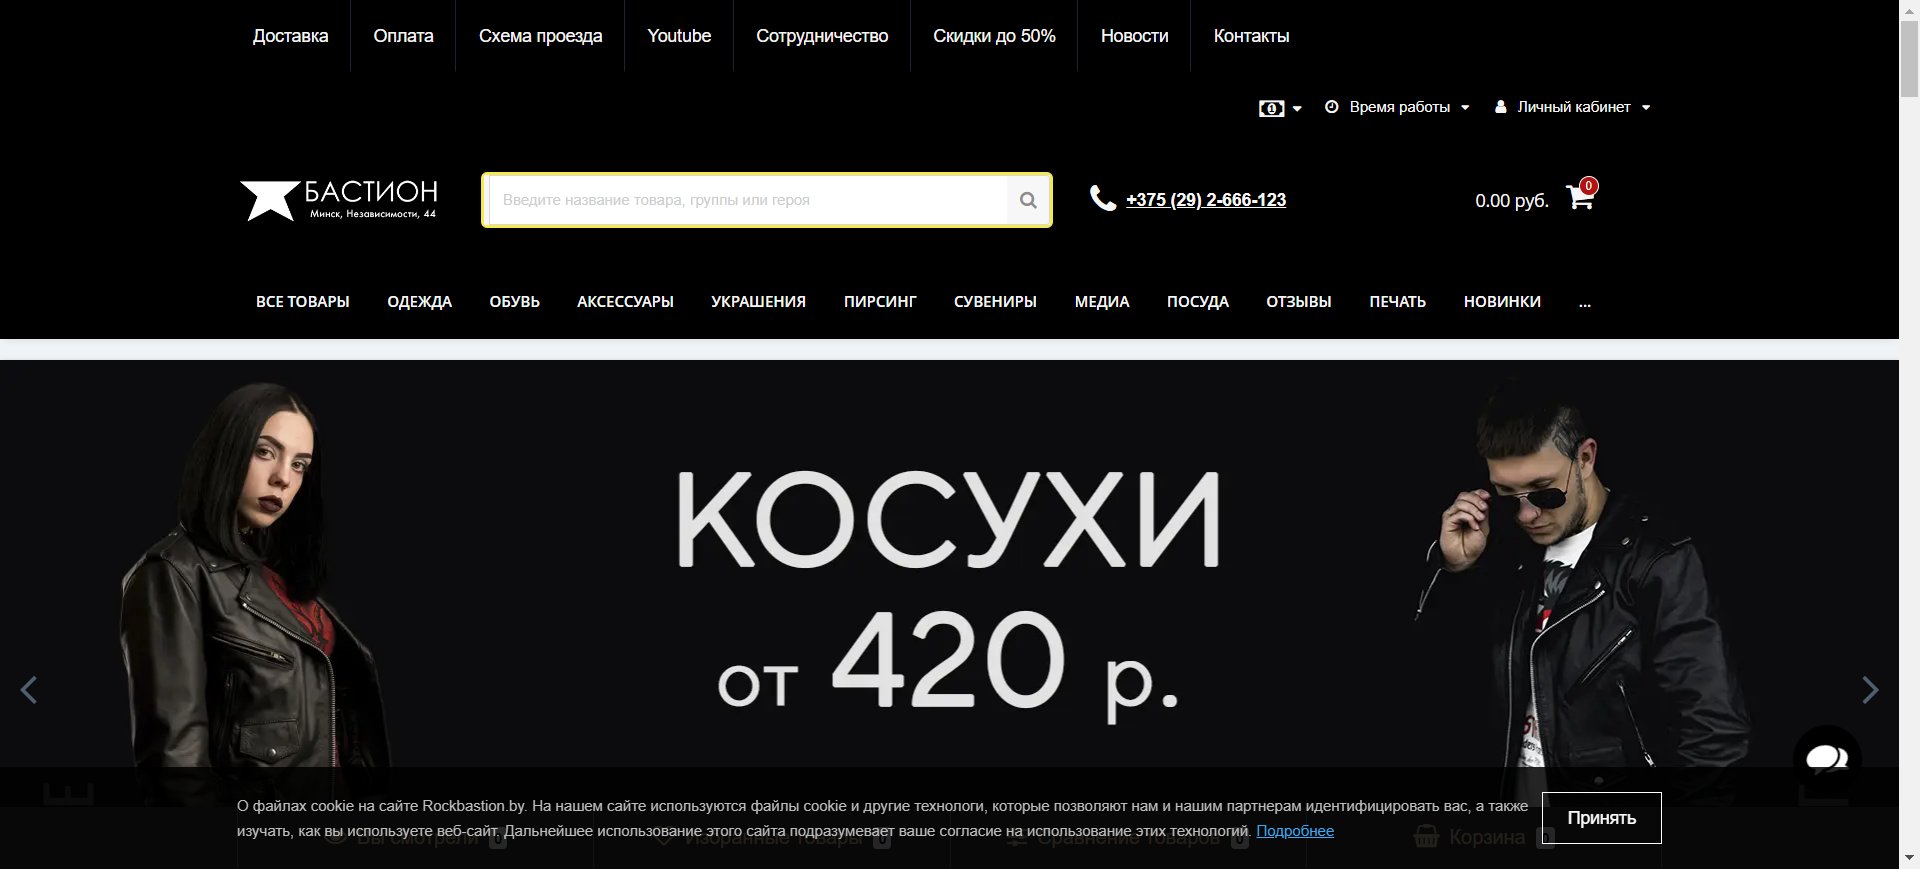 Доставка
Оплата
Схема проезда
Youtube
Сотрудничество
Скидки до 50%
Новости
Контакты
Время работы
Личный кабинет
БАСТИОН
Минск, Независимости, 44
Введите название товара, группы или героя
+375 (29) 2-666-123
0.00 руб.
0
ВСЕ ТОВАРЫ
ОДЕЖДА
ОБУВЬ
АКСЕССУАРЫ
УКРАШЕНИЯ
ПИРСИНГ
СУВЕНИРЫ
МЕДИА
ПОСУДА
ОТЗЫВЫ
ПЕЧАТЬ
НОВИНКИ
...
КОСУХИ
от 420 р.
О файлах cookie на сайте Rockbastion.by. На нашем сайте используются файлы cookie и другие технологи, которые позволяют нам и нашим партнерам идентифицировать вас, а также
изучать, как вы используете веб-сайт. Дальнейшее использование этого сайта подразумевает ваше согласие на использование этих технологий. Подробнее
Принять
Вы смотрели 0
Избранные товары 0
Сравнение товаров 0
Корзина 0